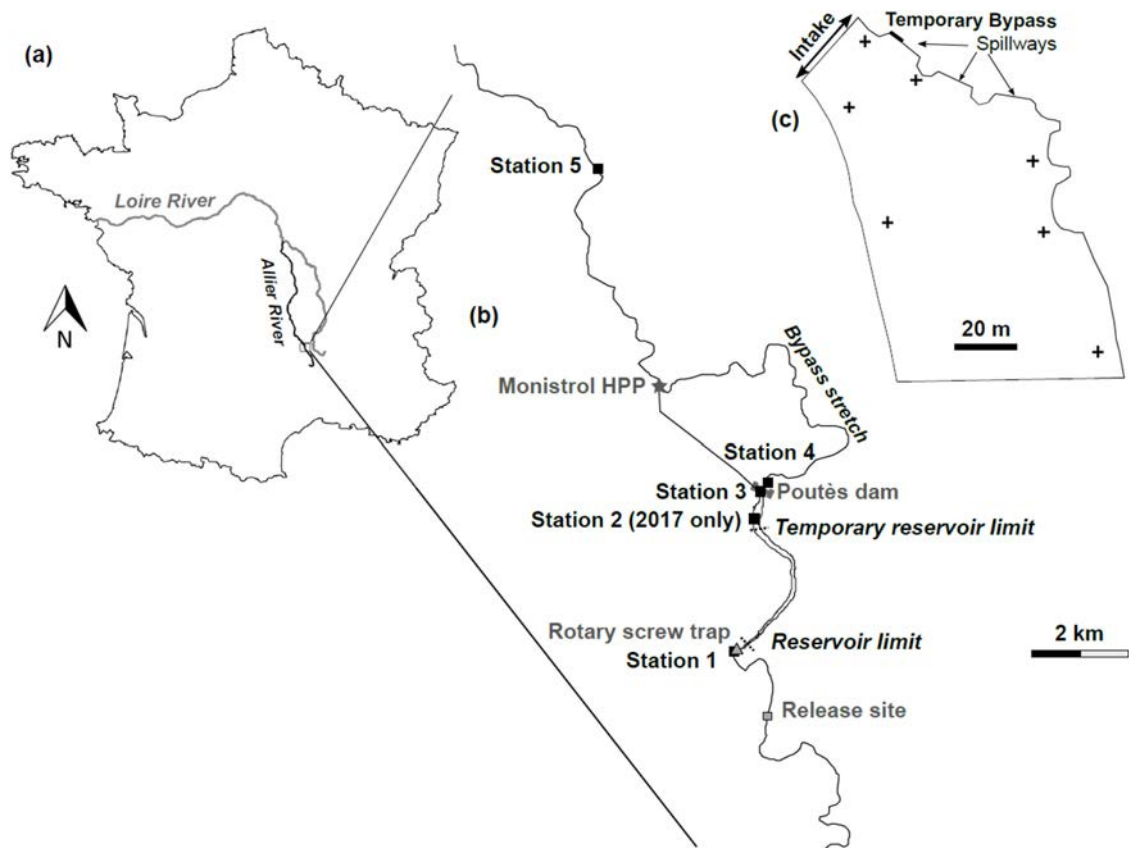 (a)
Loire River
Allier River
N
(b)
Station 5
Monistrol HPP
Bypass stretch
Station 4
Station 3
Poutès dam
Station 2 (2017 only)
Temporary reservoir limit
Rotary screw trap
Reservoir limit
Station 1
Release site
2 km
(c)
Intake
Temporary Bypass
Spillways
20 m